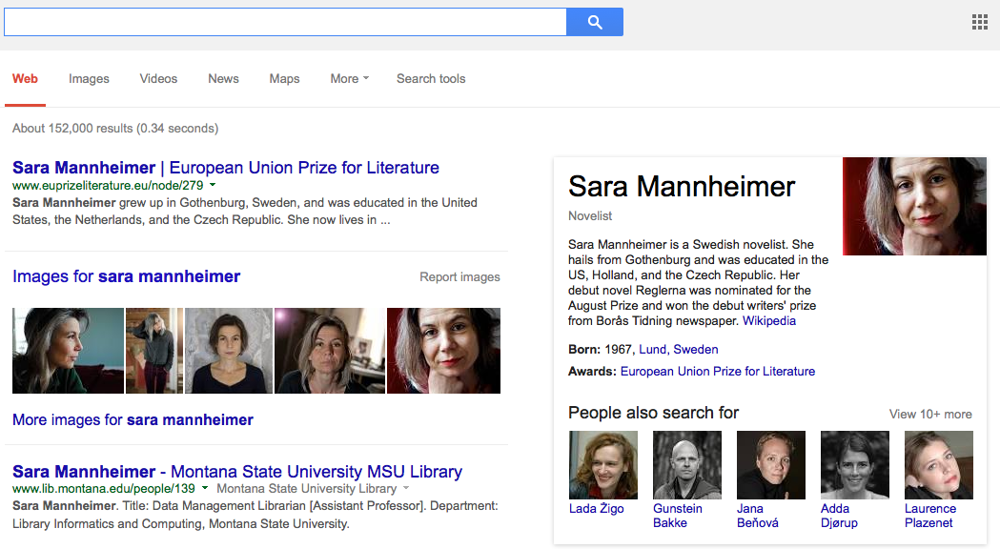 Web Images Videos News Maps More Search tools
About 152,000 results (0.34 seconds)
Sara Mannheimer | European Union Prize for Literature
www.euprizeliterature.eu/node/279
Sara Mannheimer grew up in Gothenburg, Sweden, and was educated in the United
States, the Netherlands, and the Czech Republic. She now lives in ...
Images for sara mannheimer
Report images
More images for sara mannheimer
Sara Mannheimer - Montana State University MSU Library
www.lib.montana.edu/people/139 Montana State University Library
Sara Mannheimer. Title: Data Management Librarian [Assistant Professor]. Department:
Library Informatics and Computing, Montana State University.
Sara Mannheimer
Novelist
Sara Mannheimer is a Swedish novelist. She
hails from Gothenburg and was educated in the
US, Holland, and the Czech Republic. Her
debut novel Reglerna was nominated for the
August Prize and won the debut writers' prize
from Borås Tidning newspaper. Wikipedia
Born: 1967, Lund, Sweden
Awards: European Union Prize for Literature
People also search for
View 10+ more
Lada Žigo
Gunstein
Bakke
Jana
Beňová
Adda
Djørup
Laurence
Plazenet